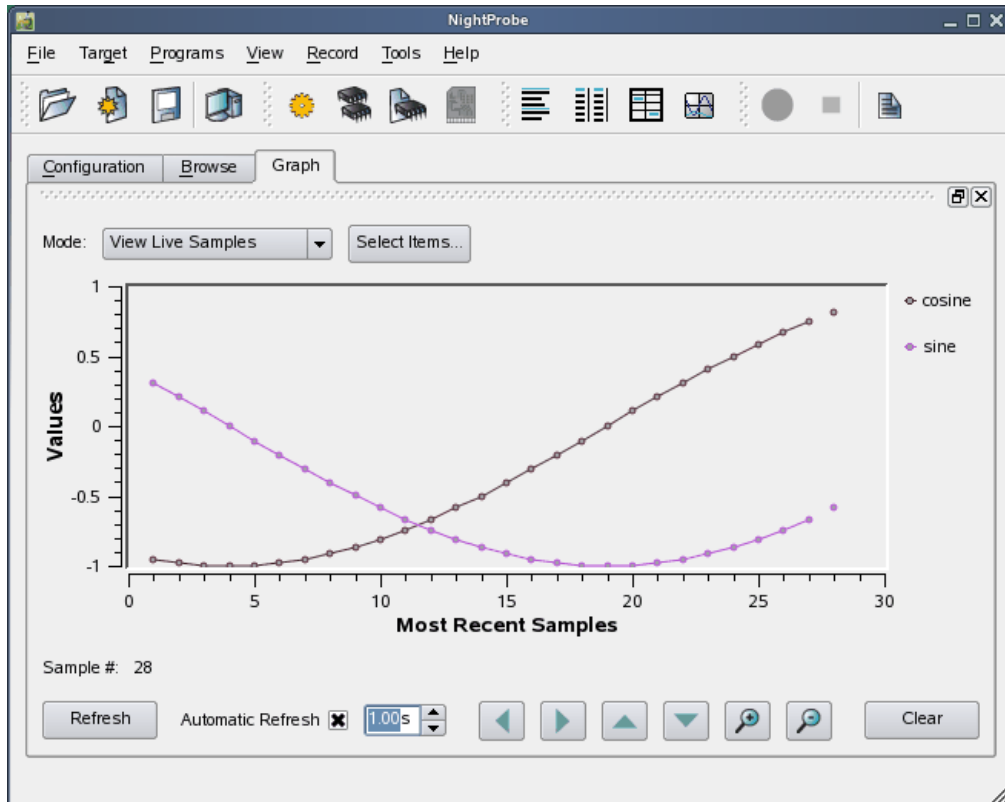 NightProbe
File Target Programs View Record Tools Help
Configuration Browse Graph
Mode: View Live Samples Select Items...
1
0.5
0
-0.5
-1
Values
0 5 10 15 20 25 30
Most Recent Samples
cosine
sine
Sample #: 28
Refresh Automatic Refresh 1.00s Clear